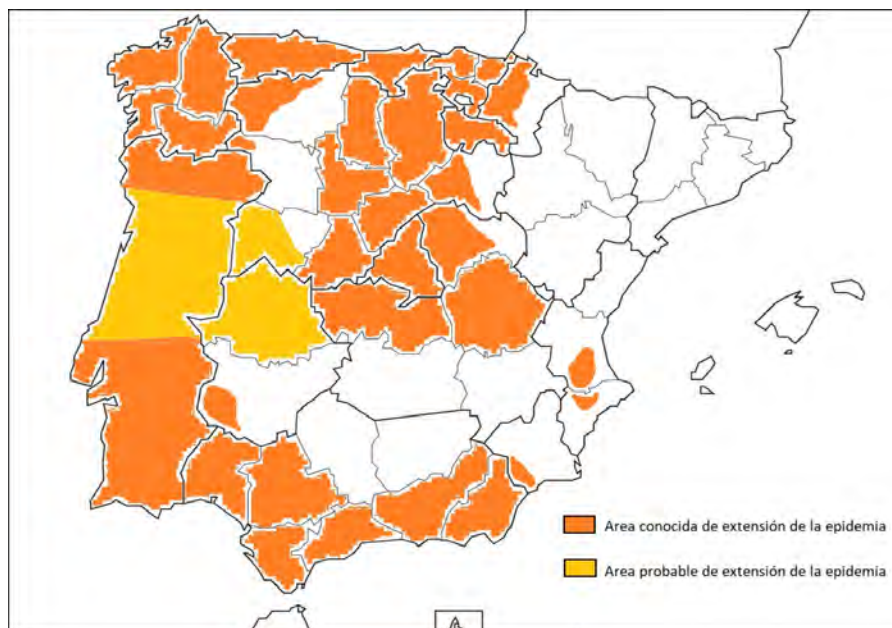 Area conocida de extensión de la epidemia
Area probable de extensión de la epidemia